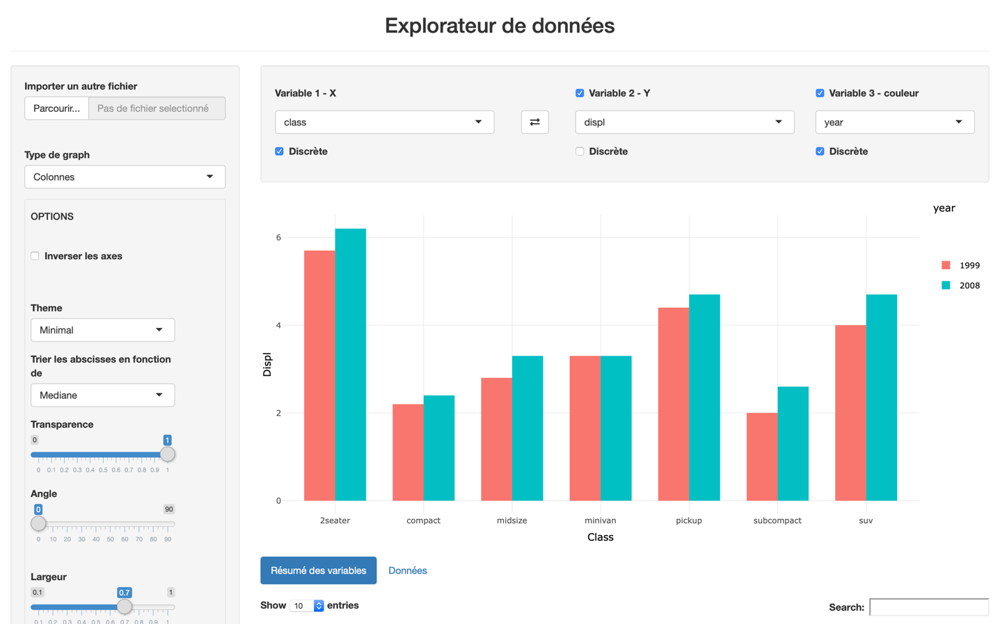 Explorateur de données
Importer un autre fichier
Parcourir... Pas de fichier selectionné
Type de graph
Colonnes
OPTIONS
Inverser les axes
Theme
Minimal
Trier les abscisses en fonction
de
Mediane
Transparence
0 1
0 0.1 0.2 0.3 0.4 0.5 0.6 0.7 0.8 0.9 1
Angle
0 90
0 10 20 30 40 50 60 70 80 90
Largeur
0.1 0.7 1
0.1 0.2 0.3 0.4 0.5 0.6 0.7 0.8 0.9 1
Variable 1 - X
class
Discrète
Variable 2 - Y
displ
Discrète
Variable 3 - couleur
year
Discrète
year
1999
2008
Displ
6
4
2
0
2seater compact midsize minivan pickup subcompact suv
Class
Résumé des variables Données
Show 10 entries
Search: